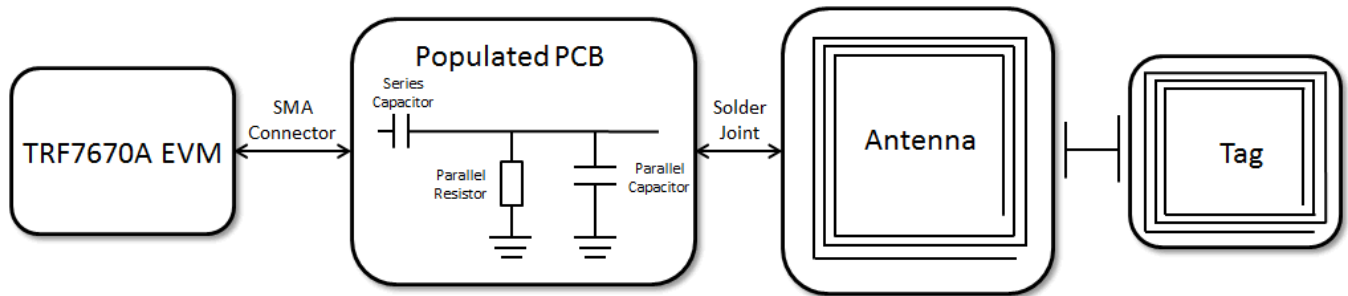 TRF7670A EVM
SMA
Connector
Populated PCB
Series
Capacitor
Parallel
Resistor
Parallel
Capacitor
Solder
Joint
Antenna
Tag